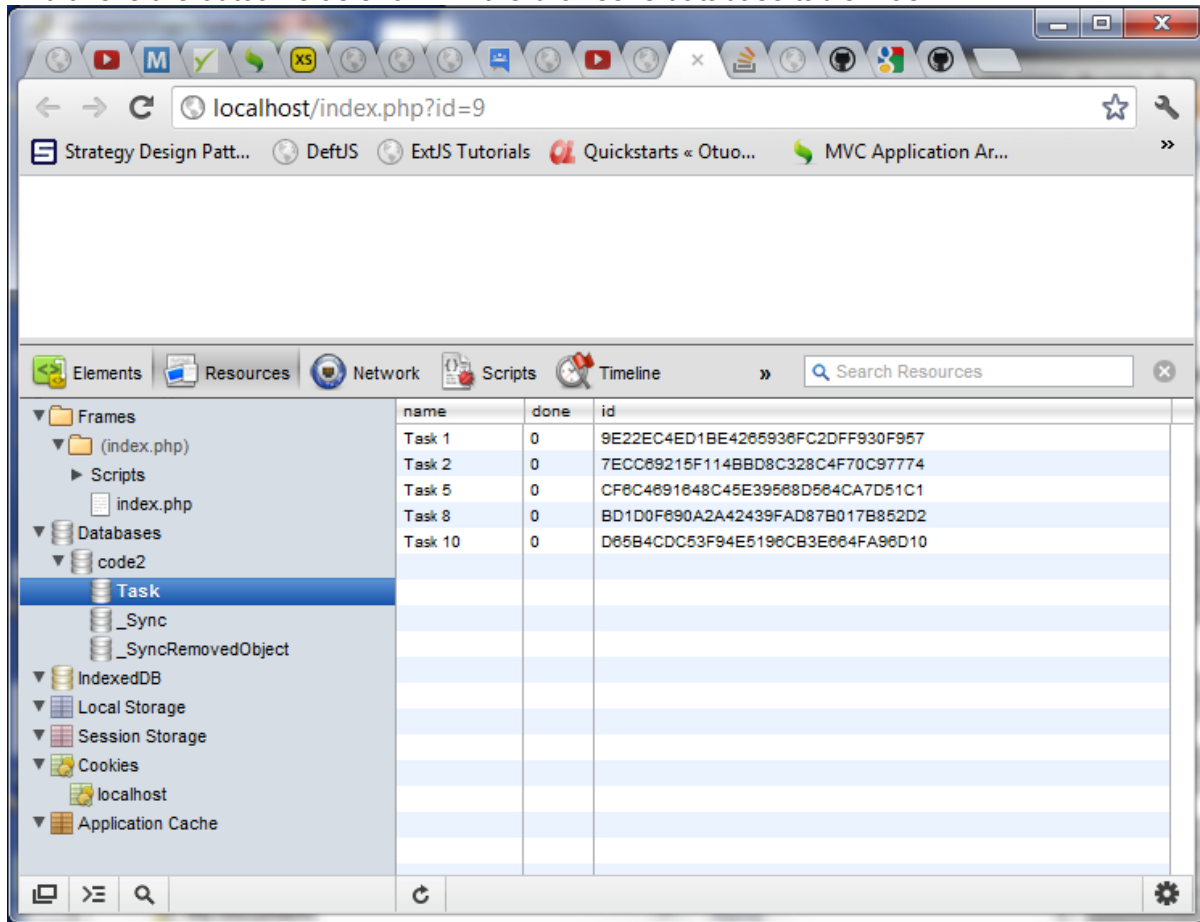 M
XS
localhost/index.php?id=9
Strategy Design Patt... DeftJS ExtJS Tutorials Quickstarts « Otuo... MVC Application Ar... »
Elements Resources Network Scripts Timeline » Search Resources
Frames
(index.php)
Scripts
index.php
Databases
code2
Task
_Sync
_SyncRemovedObject
IndexedDB
Local Storage
Session Storage
Cookies
localhost
Application Cache
name done id
Task 1 0 9E22EC4ED1BE4265936FC2DFF930F957
Task 2 0 7ECC69215F114BBD8C328C4F70C97774
Task 5 0 CF6C4691648C45E39568D564CA7D51C1
Task 8 0 BD1D0F690A2A42439FAD87B017B852D2
Task 10 0 D65B4CDC53F94E5196CB3E664FA96D10